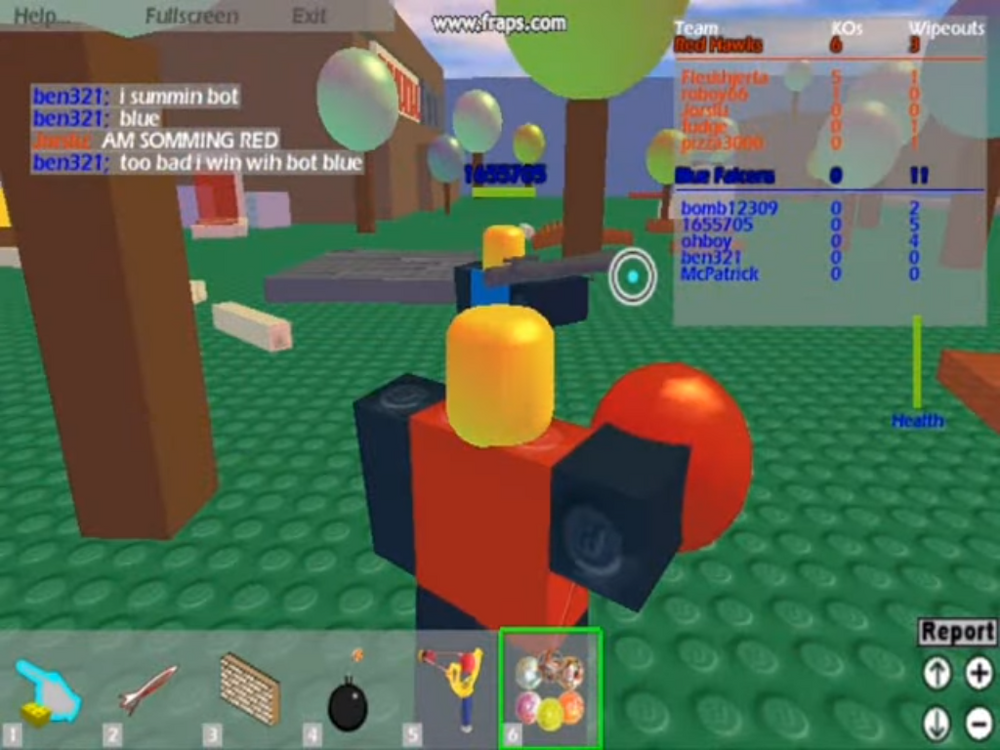 Help... Fullscreen Exit
www.fraps.com
ben321; i summin bot
ben321; blue
AM SOMMING RED
ben321; too bad i win wih bot blue
1655705
Team KOs Wipeouts
Red Hawks 6 3
Fleskhjerta 5 1
roboy66 1 0
0 0
fudge 0 1
pizza3000 0 1
Blue Falcons 0 11
bomb12309 0 2
1655705 0 5
ohboy 0 4
ben321 0 0
McPatrick 0 0
Health
Report
1 2 3 4 5 6